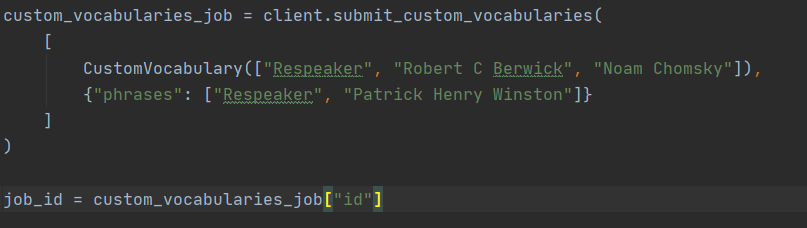 custom_vocabularies_job = client.submit_custom_vocabularies(
    [
        CustomVocabulary(["Respeaker", "Robert C Berwick", "Noam Chomsky"]),
        {"phrases": ["Respeaker", "Patrick Henry Winston"]}
    ]
)
job_id = custom_vocabularies_job["id"]